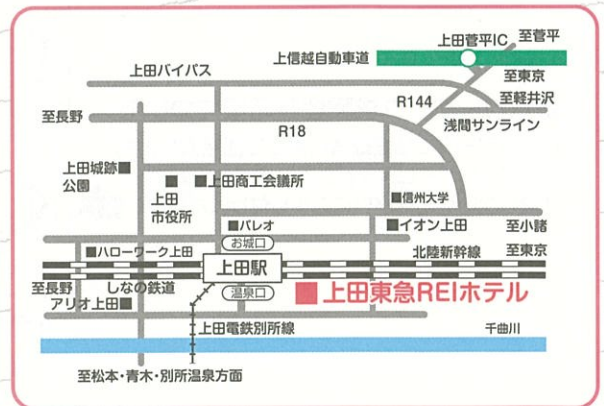 上田菅平IC
至菅平
上信越自動車道
上田バイパス
至東京
R144
至軽井沢
至長野
浅間サンライン
R18
上田城跡
公園
上田商工会議所
上田
市役所
信州大学
パレオ
イオン上田
至小諸
お城口
ハローワーク上田
北陸新幹線
至東京
上田駅
至長野
しなの鉄道
温泉口
上田東急REIホテル
アリオ上田
上田電鉄別所線
千曲川
至松本・青木・別所温泉方面